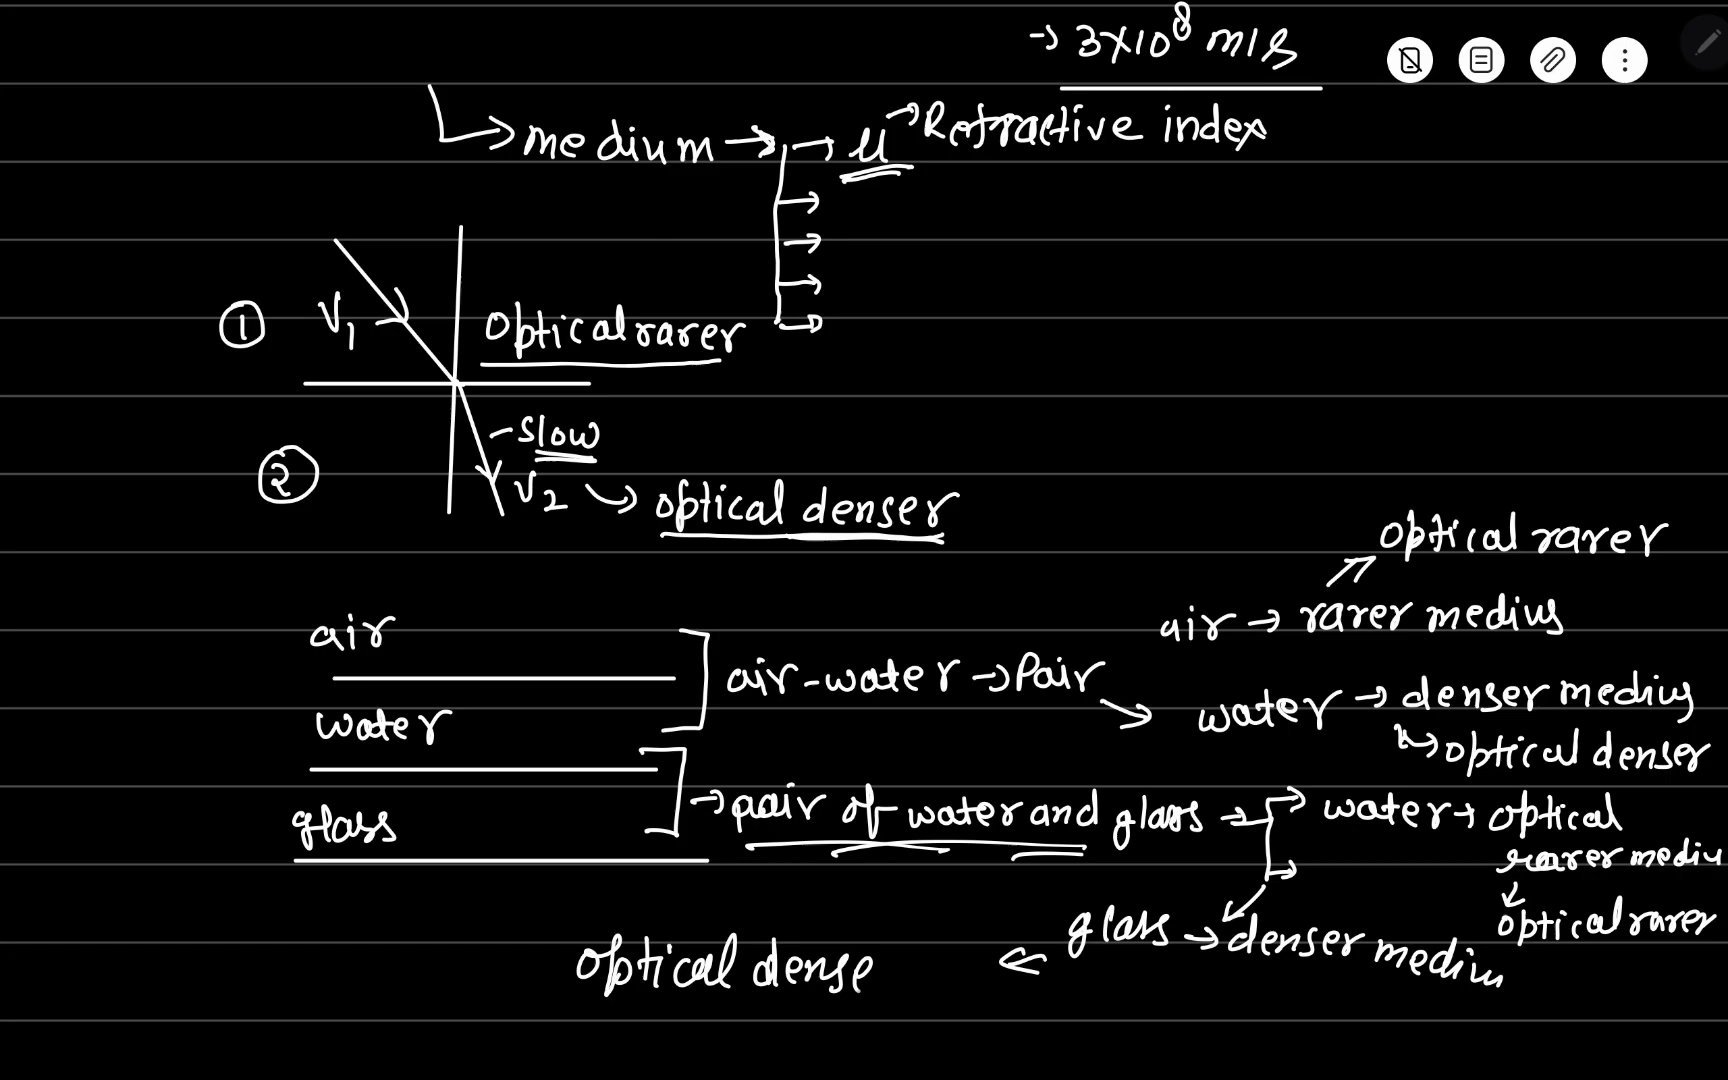 → 3×10⁸ m/s
→ medium → → μ → Refractive index
① V₁ Optical rarer
- slow
② V₂ → optical denser
optical rarer
air
air → rarer medium
air-water → Pair
water → denser medium
water
→ optical denser
→ pair of water and glass → water → optical
glass
rarer mediu
optical rarer
glass → denser medium
optical dense